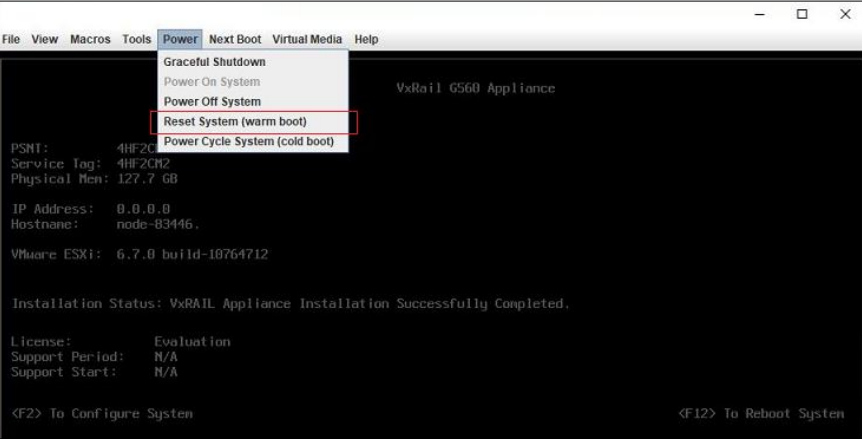 File View Macros Tools Power Next Boot Virtual Media Help
Graceful Shutdown
Power On System
Power Off System
Reset System (warm boot)
Power Cycle System (cold boot)
VxRail G560 Appliance
PSNT: 4HF2C
Service Tag: 4HF2CM2
Physical Mem: 127.7 GB
IP Address: 0.0.0.0
Hostname: node-83446.
VMware ESXi: 6.7.0 build-10764712
Installation Status: VxRAIL Appliance Installation Successfully Completed.
License: Evaluation
Support Period: N/A
Support Start: N/A
<F2> To Configure System
<F12> To Reboot System